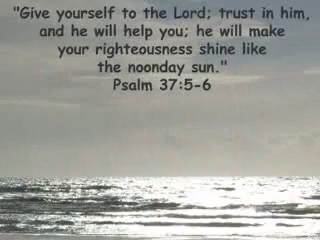 "Give yourself to the Lord; trust in him,
and he will help you; he will make
your righteousness shine like
the noonday sun."
Psalm 37:5-6